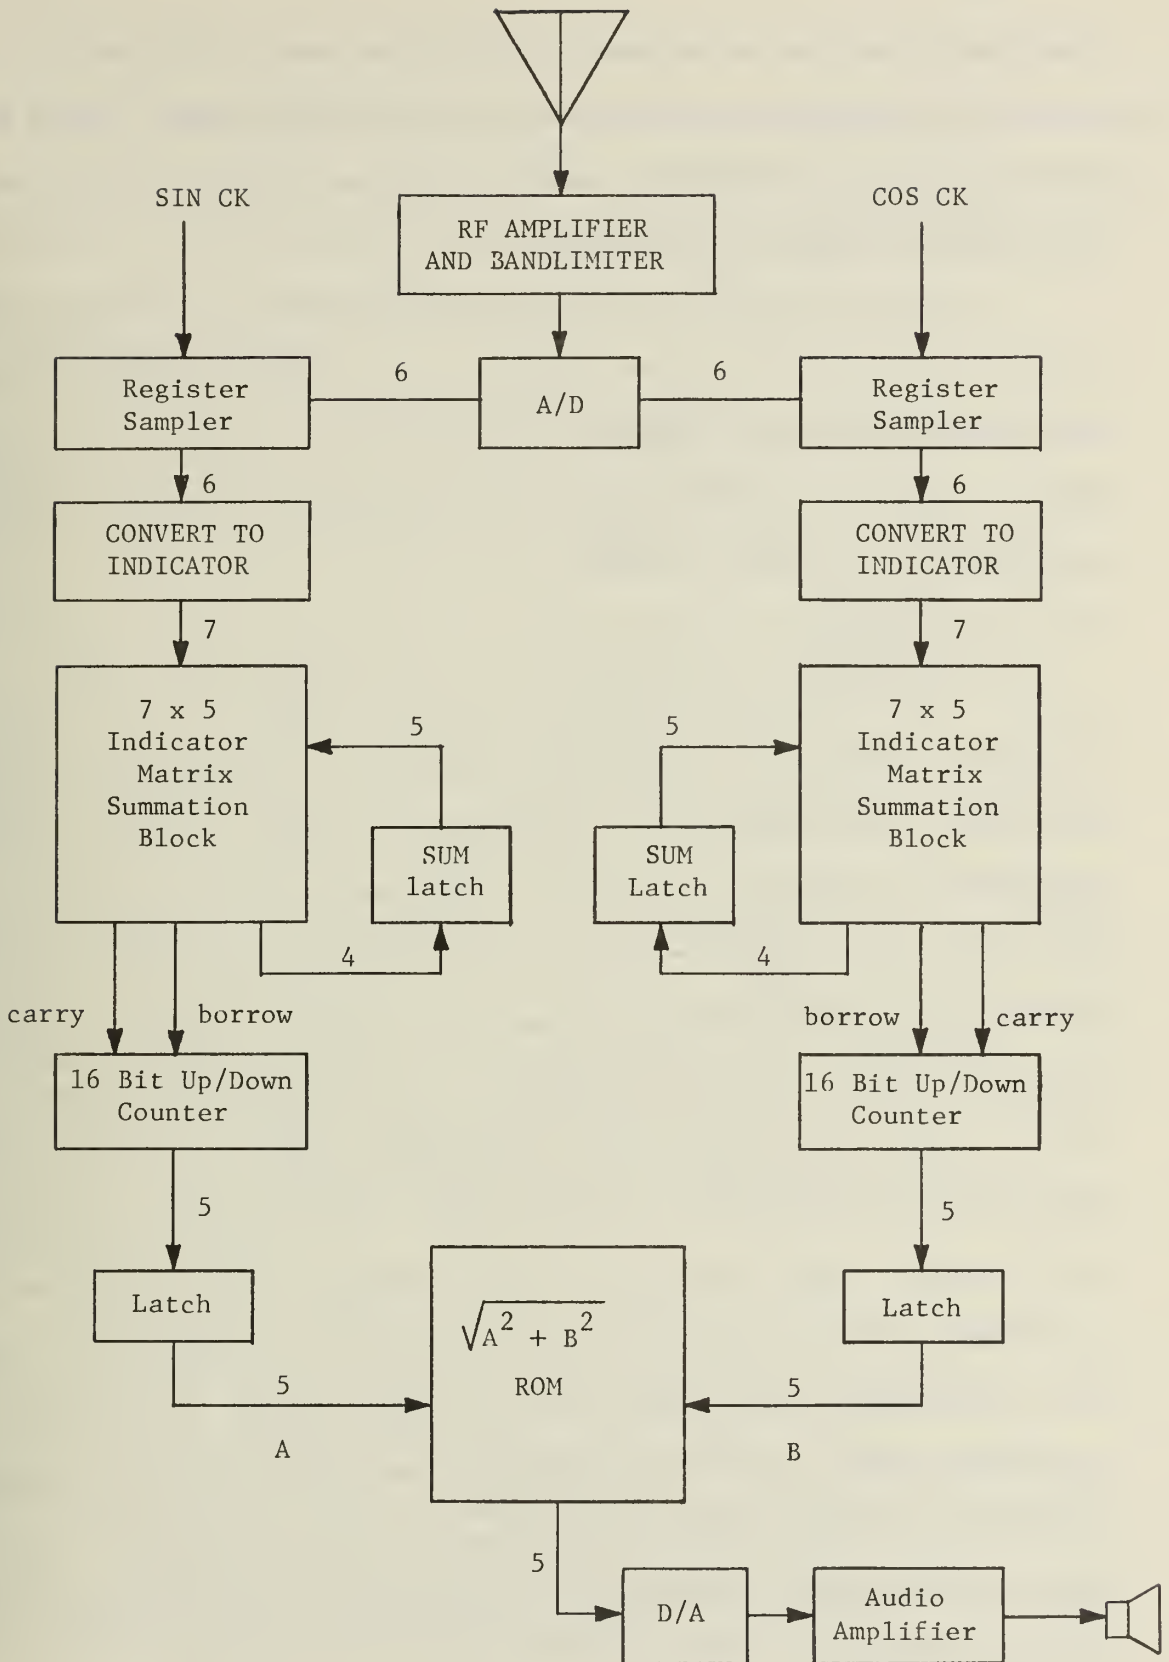 SIN CK
RF AMPLIFIER
AND BANDLIMITER
COS CK
Register
Sampler
6
A/D
6
Register
Sampler
6
6
CONVERT TO
INDICATOR
CONVERT TO
INDICATOR
7
7
7 x 5
Indicator
Matrix
Summation
Block
5
SUM
latch
4
5
SUM
Latch
4
7 x 5
Indicator
Matrix
Summation
Block
carry
borrow
borrow
carry
16 Bit Up/Down
Counter
16 Bit Up/Down
Counter
5
5
Latch
Latch
√A² + B²
ROM
5
A
5
B
5
D/A
Audio
Amplifier